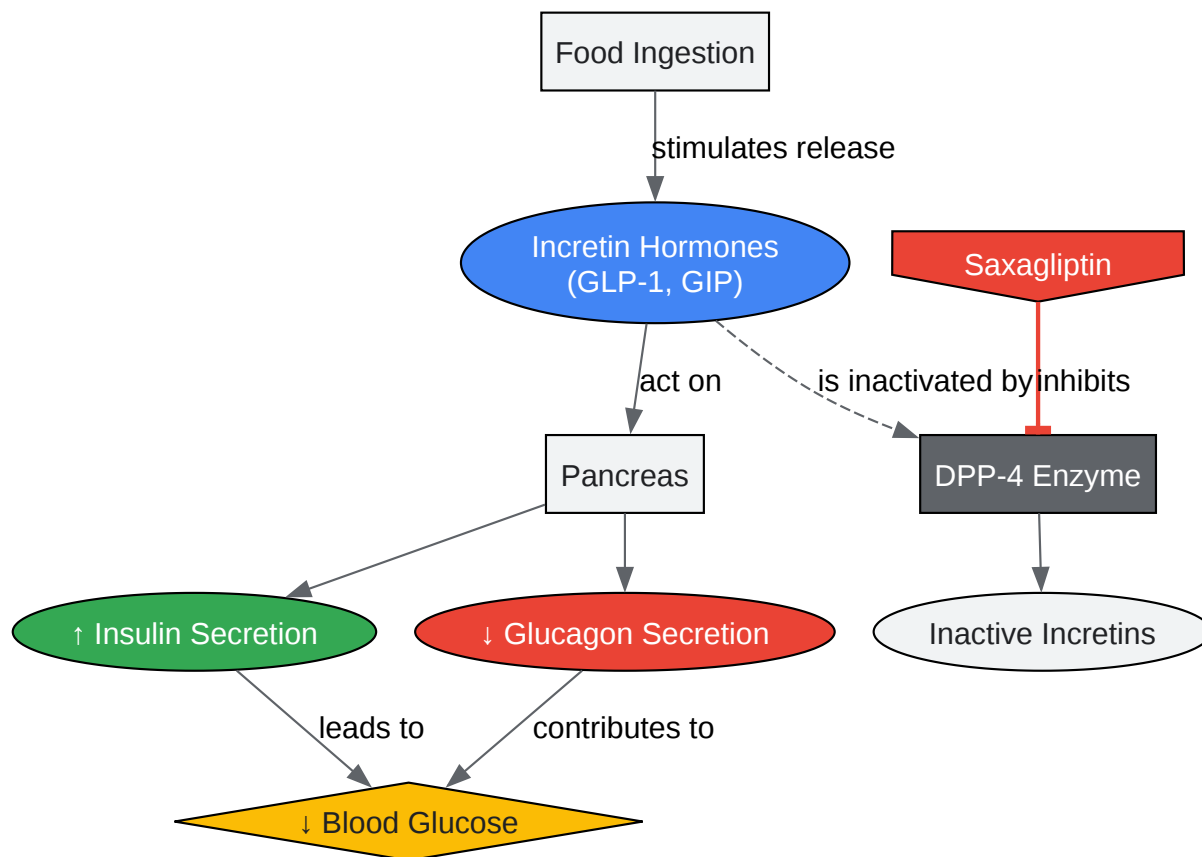 Food Ingestion
stimulates release
Incretin Hormones
(GLP-1, GIP)
Saxagliptin
act on
is inactivated by
inhibits
Pancreas
DPP-4 Enzyme
↑ Insulin Secretion
↓ Glucagon Secretion
Inactive Incretins
leads to
contributes to
↓ Blood Glucose